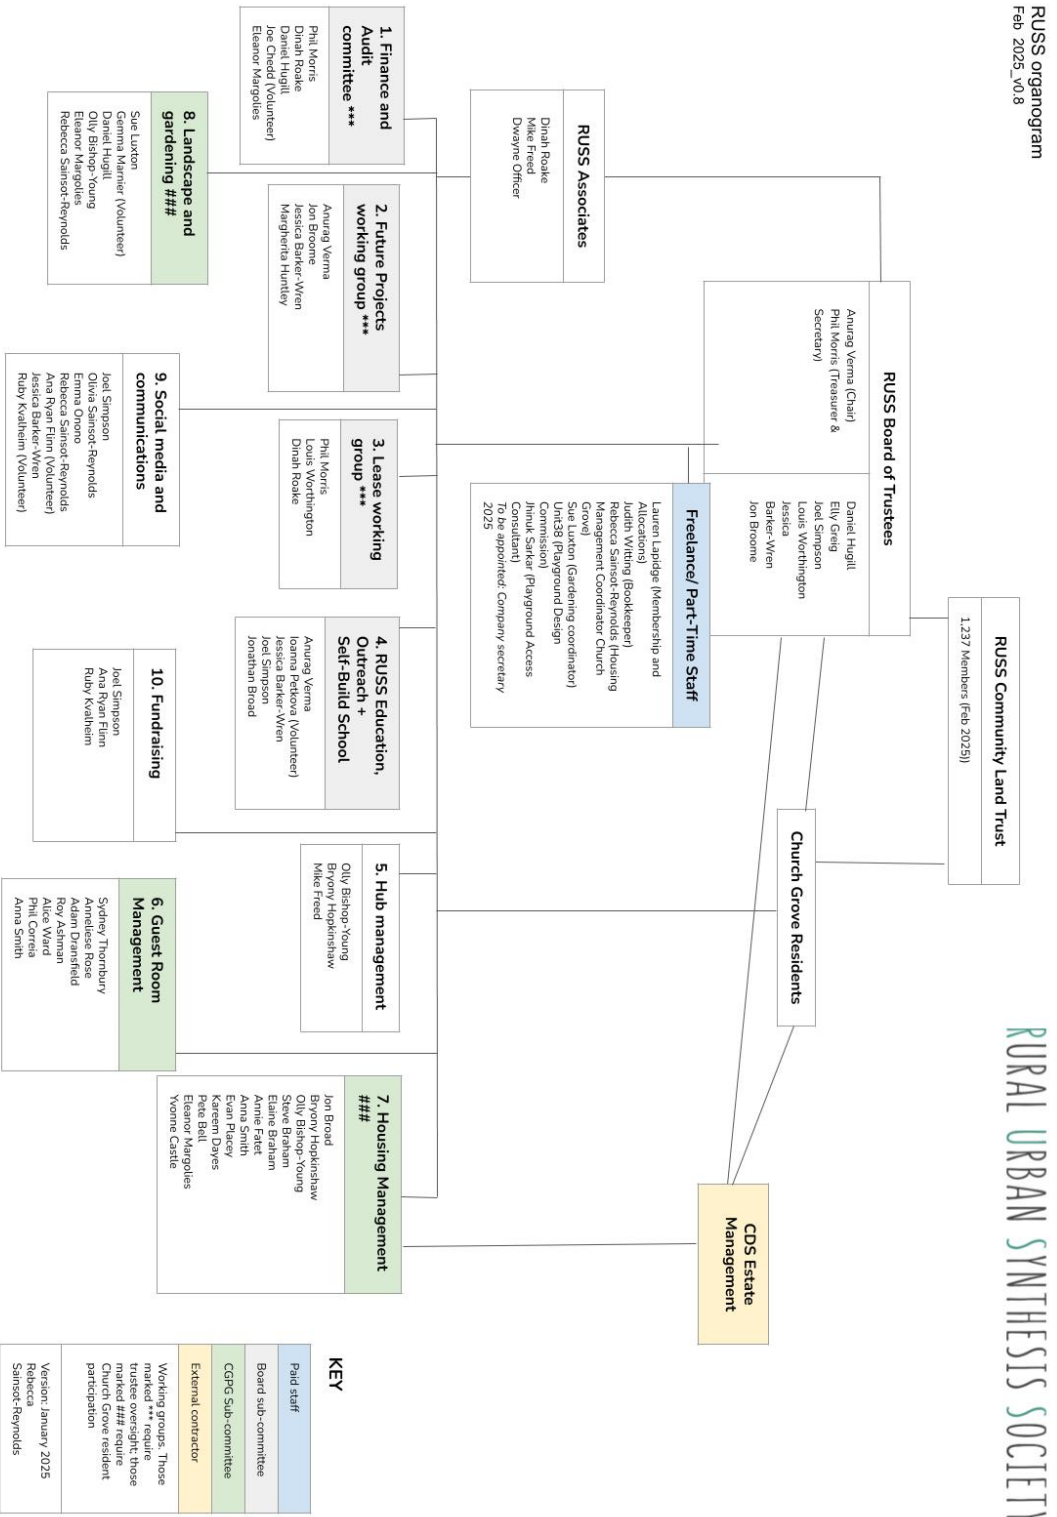 RUSS organogram
Feb 2025_v0.8
RURAL URBAN SYNTHESIS SOCIETY
RUSS Community Land Trust
1,237 Members (Feb 2025))
RUSS Board of Trustees
Anurag Verma (Chair)
Phil Morris (Treasurer &
Secretary)
Daniel Hugill
Elly Greig
Joel Simpson
Louis Worthington
Jessica
Barker-Wren
Jon Broome
Church Grove Residents
CDS Estate
Management
RUSS Associates
Dinah Roake
Mike Freed
Dwayne Officer
Freelance/ Part-Time Staff
Lauren Lapidge (Membership and
Allocations)
Judith Witting (Bookkeeper)
Rebecca Sainsot-Reynolds (Housing
Management Coordinator Church
Grove)
Sue Luxton (Gardening coordinator)
Unit38 (Playground Design
Commission)
Jhinuk Sarkar (Playground Access
Consultant)
To be appointed: Company secretary
2025
1. Finance and
Audit
committee ***
Phil Morris
Dinah Roake
Daniel Hugill
Joe Chedd (Volunteer)
Eleanor Margolies
2. Future Projects
working group ***
Anurag Verma
Jon Broome
Jessica Barker-Wren
Margherita Huntley
3. Lease working
group ***
Phil Morris
Louis Worthington
Dinah Roake
4. RUSS Education,
Outreach +
Self-Build School
Anurag Verma
Ioanna Petkova (Volunteer)
Jessica Barker-Wren
Joel Simpson
Jonathan Broad
5. Hub management
Olly Bishop-Young
Bryony Hopkinshaw
Mike Freed
7. Housing Management
###
Jon Broad
Bryony Hopkinshaw
Olly Bishop-Young
Steve Braham
Elaine Braham
Annie Fatet
Anna Smith
Evan Placey
Kareem Dayes
Pete Bell
Eleanor Margolies
Yvonne Castle
8. Landscape and
gardening ###
Sue Luxton
Gemma Marnier (Volunteer)
Daniel Hugill
Olly Bishop-Young
Eleanor Margolies
Rebecca Sainsot-Reynolds
9. Social media and
communications
Joel Simpson
Olivia Sainsot-Reynolds
Emma Onono
Rebecca Sainsot-Reynolds
Ana Ryan Flinn (Volunteer)
Jessica Barker-Wren
Ruby Kvalheim (Volunteer)
10. Fundraising
Joel Simpson
Ana Ryan Flinn
Ruby Kvalheim
6. Guest Room
Management
Sydney Thornbury
Anneliese Rose
Adam Dransfield
Roy Ashman
Alice Ward
Phil Correia
Anna Smith
KEY
Paid staff
Board sub-committee
CGPG Sub-committee
External contractor
Working groups. Those
marked *** require
trustee oversight; those
marked ### require
Church Grove resident
participation
Version: January 2025
Rebecca
Sainsot-Reynolds